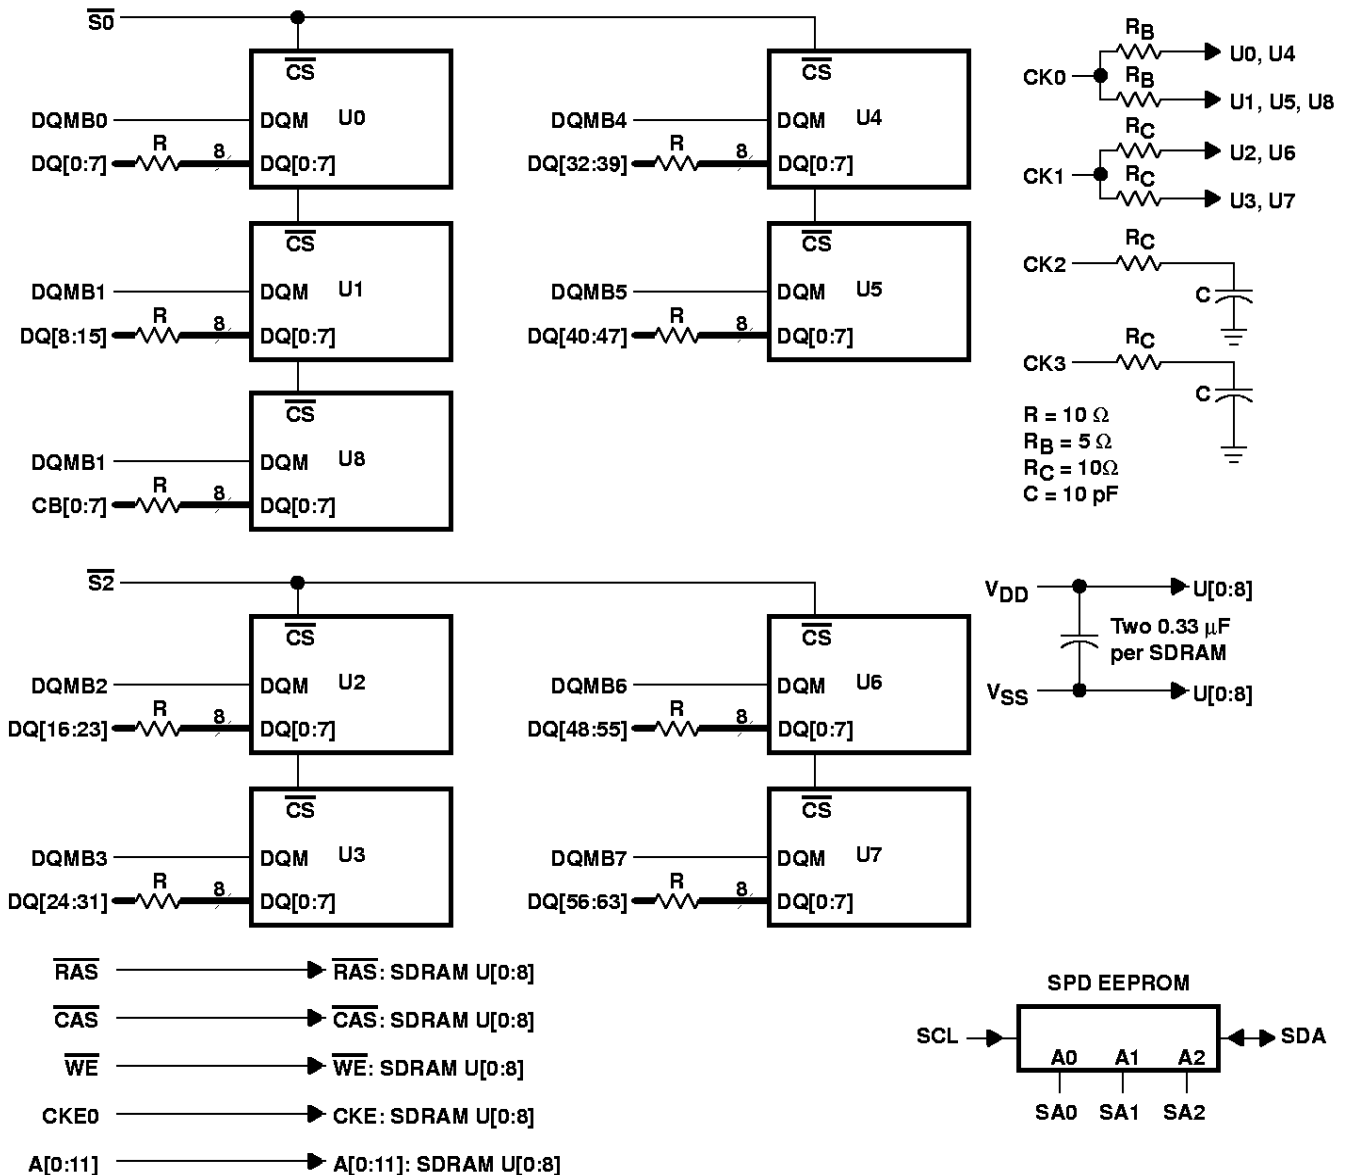 S0
CS
DQMB0 DQM U0
R 8
DQ[0:7] DQ[0:7]
CS
DQMB1 DQM U1
R 8
DQ[8:15] DQ[0:7]
CS
DQMB1 DQM U8
R 8
CB[0:7] DQ[0:7]
CS
DQMB4 DQM U4
R 8
DQ[32:39] DQ[0:7]
CS
DQMB5 DQM U5
R 8
DQ[40:47] DQ[0:7]
RB
U0, U4
CK0
RB
U1, U5, U8
RC
U2, U6
CK1
RC
U3, U7
RC
CK2
C
RC
CK3
C
R = 10 Ω
RB = 5 Ω
RC = 10Ω
C = 10 pF
S2
CS
DQMB2 DQM U2
R 8
DQ[16:23] DQ[0:7]
CS
DQMB3 DQM U3
R 8
DQ[24:31] DQ[0:7]
CS
DQMB6 DQM U6
R 8
DQ[48:55] DQ[0:7]
CS
DQMB7 DQM U7
R 8
DQ[56:63] DQ[0:7]
VDD U[0:8]
Two 0.33 μF
per SDRAM
VSS U[0:8]
RAS RAS: SDRAM U[0:8]
CAS CAS: SDRAM U[0:8]
WE WE: SDRAM U[0:8]
CKE0 CKE: SDRAM U[0:8]
A[0:11] A[0:11]: SDRAM U[0:8]
SPD EEPROM
SCL SDA
A0 A1 A2
SA0 SA1 SA2